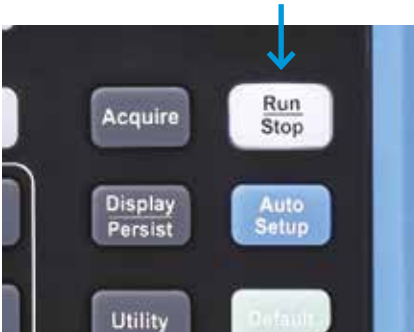 Acquire
Run
Stop
Display
Persist
Auto
Setup
Utility
Default